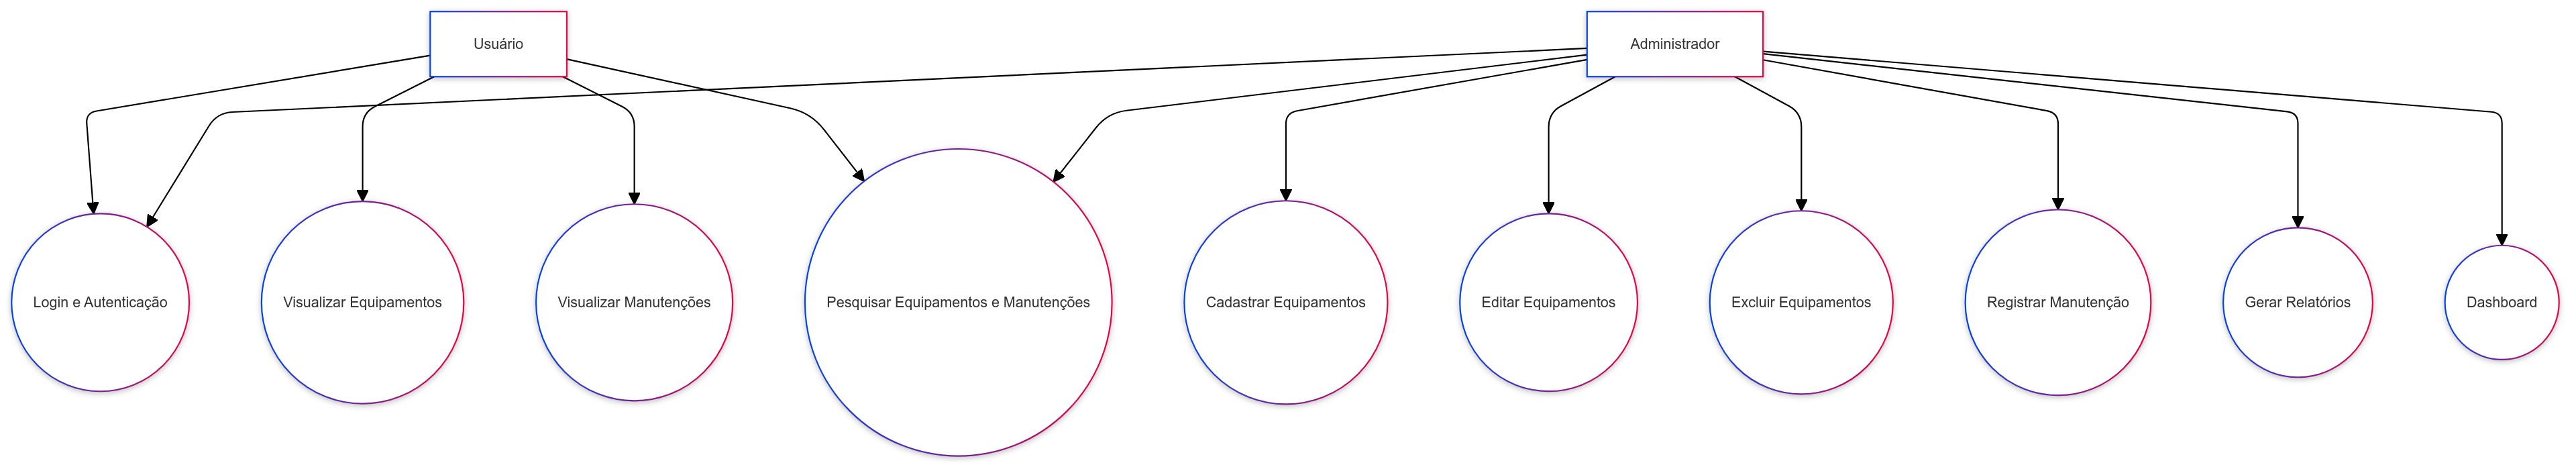 Usuário
Administrador
Login e Autenticação
Visualizar Equipamentos
Visualizar Manutenções
Pesquisar Equipamentos e Manutenções
Cadastrar Equipamentos
Editar Equipamentos
Excluir Equipamentos
Registrar Manutenção
Gerar Relatórios
Dashboard